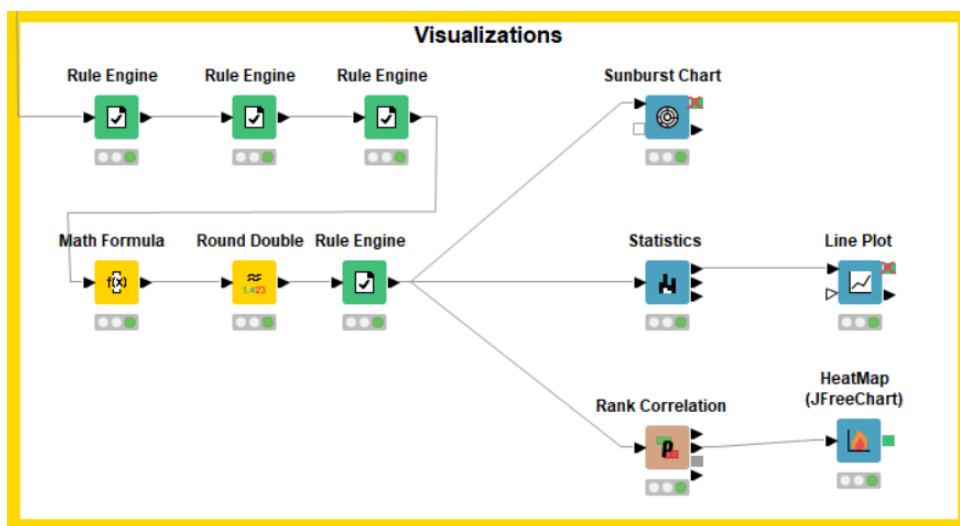 Visualizations
Rule Engine Rule Engine Rule Engine Sunburst Chart
Math Formula Round Double Rule Engine Statistics Line Plot
f(x)
1.423
HeatMap
(JFreeChart)
Rank Correlation
p